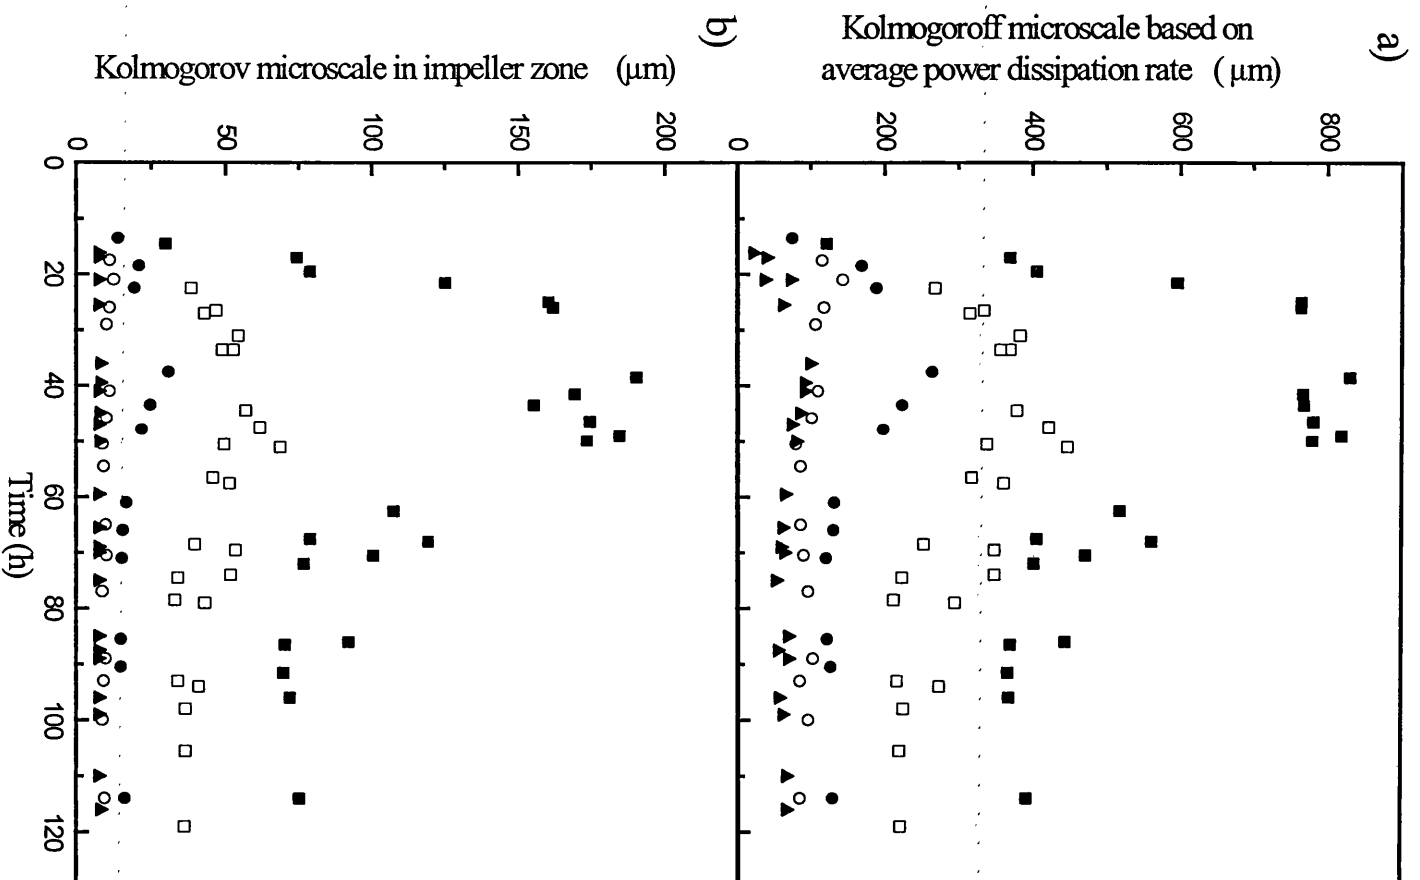 a)
Kolmogoroff microscale based on
average power dissipation rate ( µm)
800
600
400
200
0
b)
Kolmogorov microscale in impeller zone (µm)
200
150
100
50
0
0
20
40
60
80
100
120
Time (h)